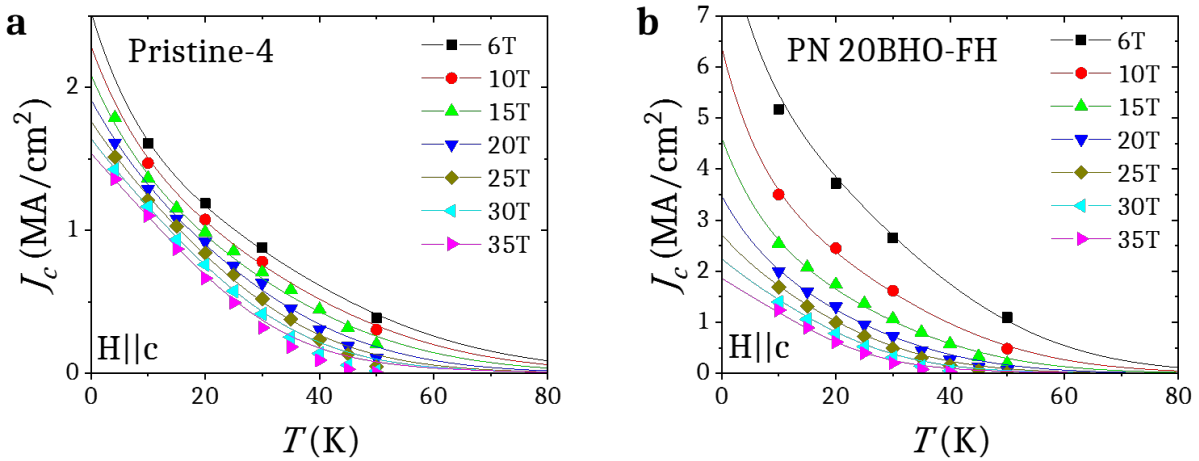 a
Pristine-4
6T
10T
15T
20T
25T
30T
35T
H||c
2
1
0
0 20 40 60 80
J_c (MA/cm²)
T (K)
b
PN 20BHO-FH
6T
10T
15T
20T
25T
30T
35T
H||c
7
6
5
4
3
2
1
0
0 20 40 60 80
J_c (MA/cm²)
T (K)